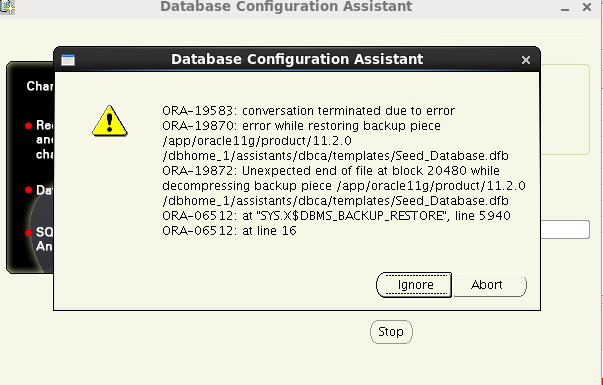 Database Configuration Assistant
Database Configuration Assistant
Char
Re
and
cha
Da
SQ
An
ORA-19583: conversation terminated due to error
ORA-19870: error while restoring backup piece
/app/oracle11g/product/11.2.0
/dbhome_1/assistants/dbca/templates/Seed_Database.dfb
ORA-19872: Unexpected end of file at block 20480 while
decompressing backup piece /app/oracle11g/product/11.2.0
/dbhome_1/assistants/dbca/templates/Seed_Database.dfb
ORA-06512: at "SYS.X$DBMS_BACKUP_RESTORE", line 5940
ORA-06512: at line 16
Ignore Abort
Stop